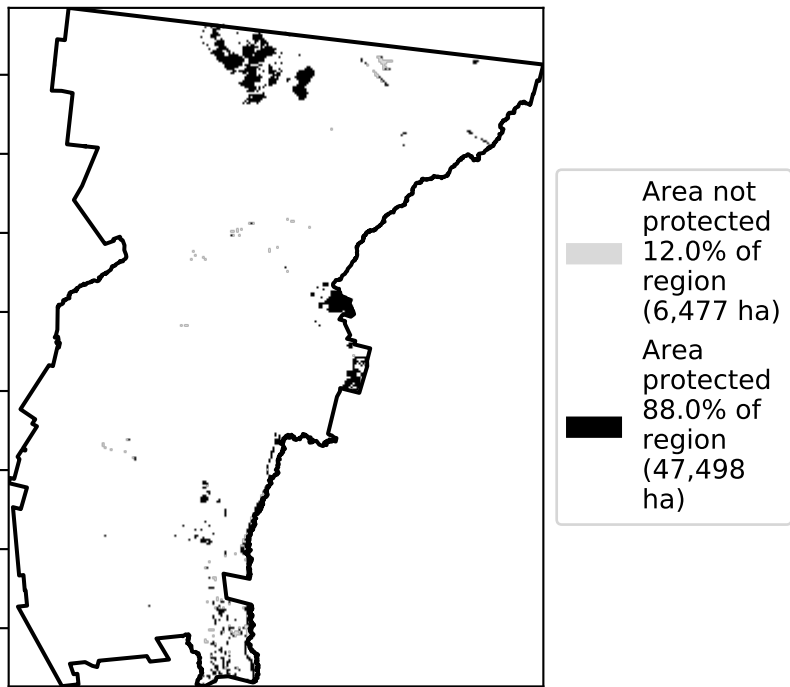 Area not
protected
12.0% of
region
(6,477 ha)
Area
protected
88.0% of
region
(47,498
ha)